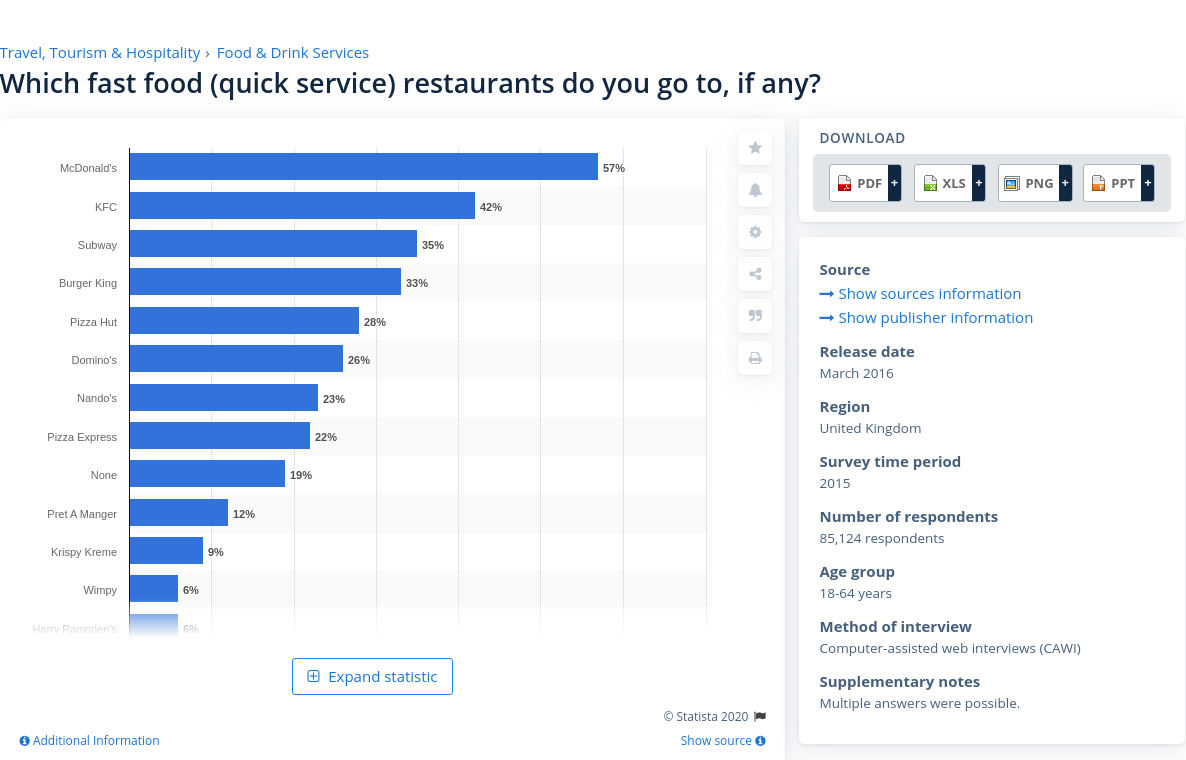 Travel, Tourism & Hospitality › Food & Drink Services
Which fast food (quick service) restaurants do you go to, if any?
McDonald's 57%
KFC 42%
Subway 35%
Burger King 33%
Pizza Hut 28%
Domino's 26%
Nando's 23%
Pizza Express 22%
None 19%
Pret A Manger 12%
Krispy Kreme 9%
Wimpy 6%
Harry Ramsden's 6%
Expand statistic
© Statista 2020
Additional Information
Show source
DOWNLOAD
PDF + XLS + PNG + PPT +
Source
Show sources information
Show publisher information
Release date
March 2016
Region
United Kingdom
Survey time period
2015
Number of respondents
85,124 respondents
Age group
18-64 years
Method of interview
Computer-assisted web interviews (CAWI)
Supplementary notes
Multiple answers were possible.